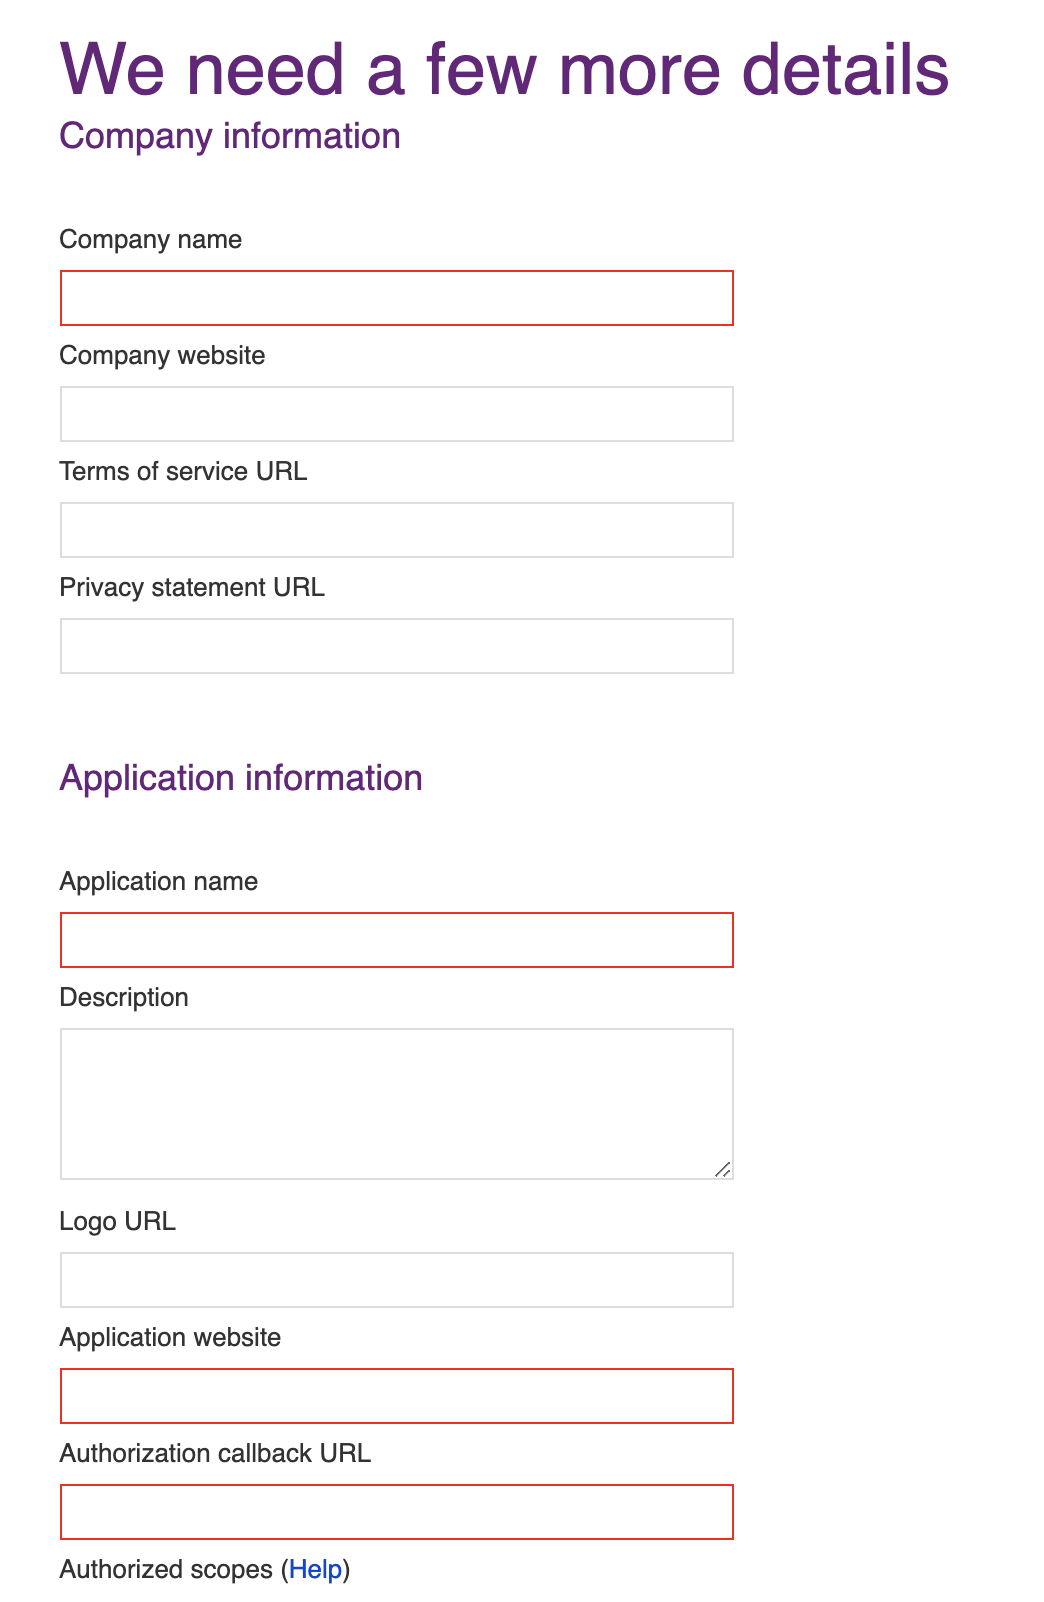 We need a few more details
Company information
Company name
Company website
Terms of service URL
Privacy statement URL
Application information
Application name
Description
Logo URL
Application website
Authorization callback URL
Authorized scopes (Help)